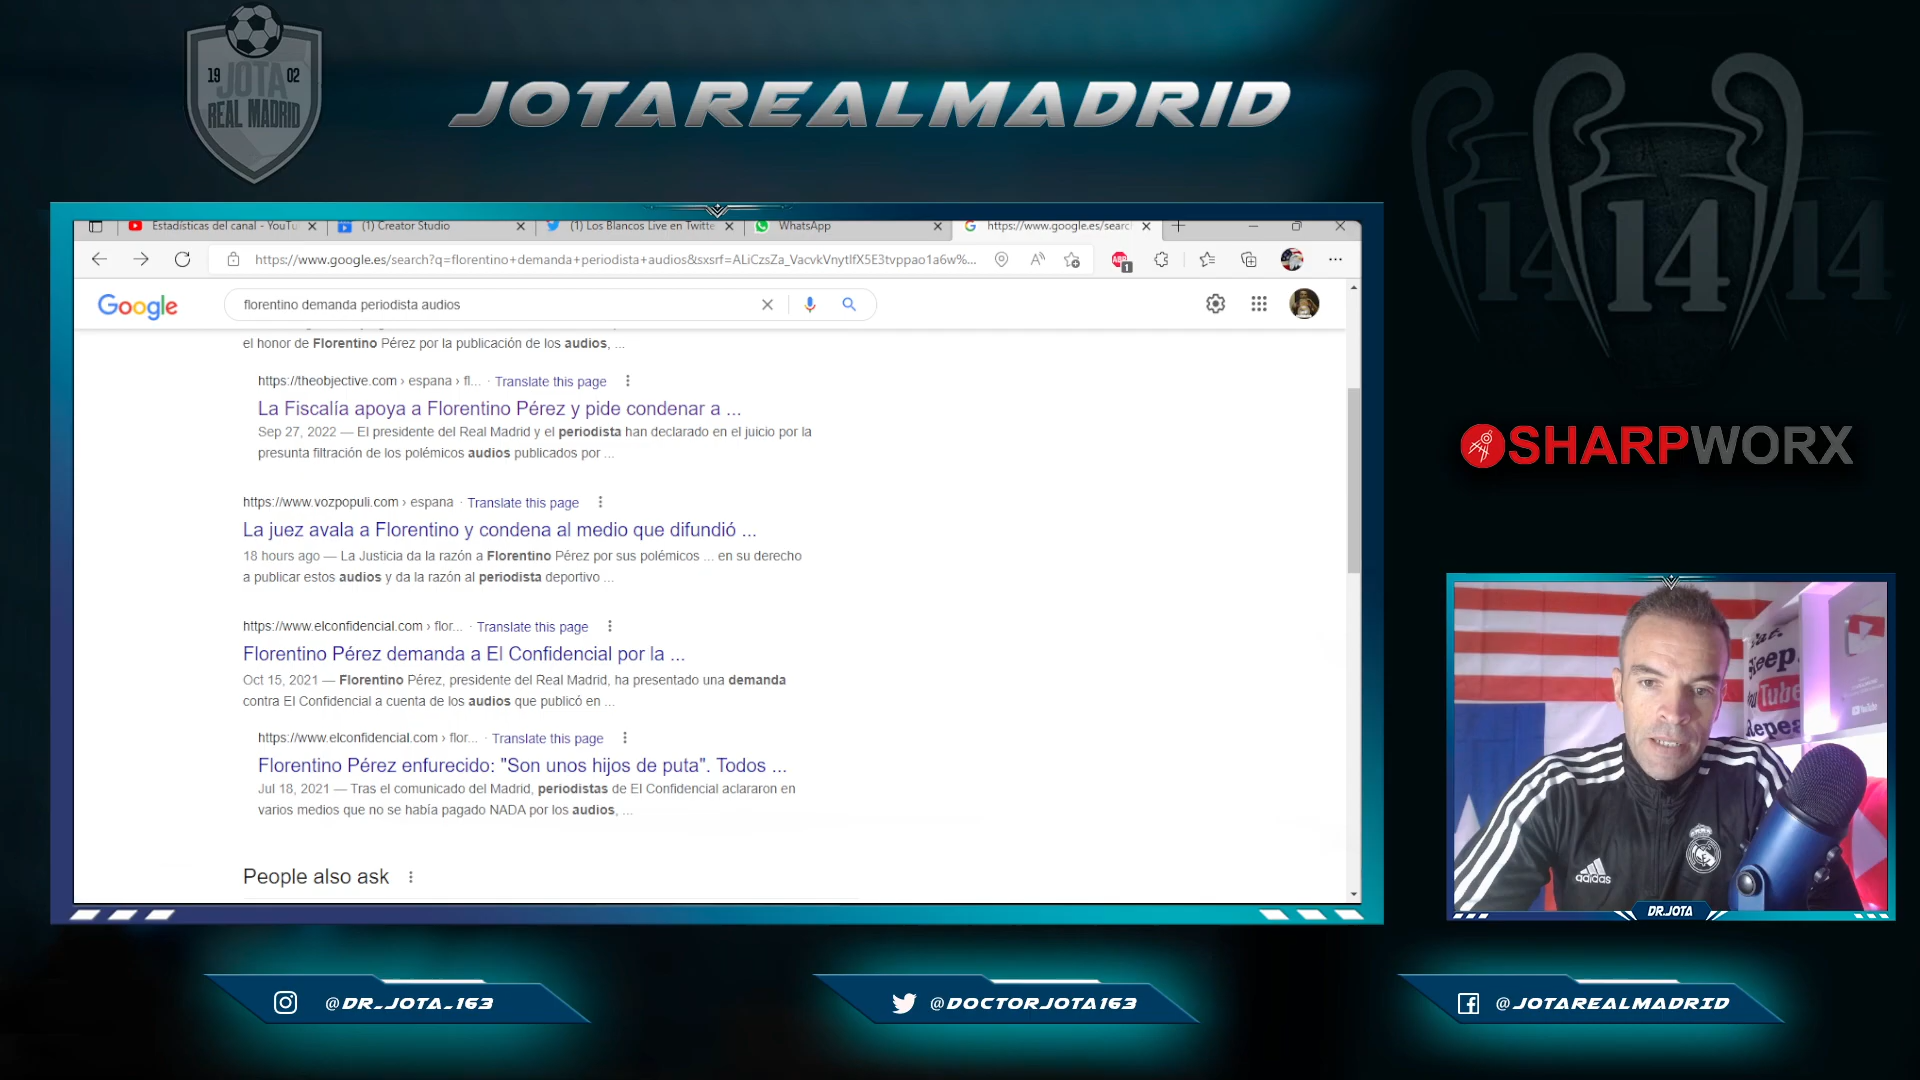 19 02
JOTA
REAL MADRID
JOTAREALMADRID
14 14 14
Estadísticas del canal - YouTu
(1) Creator Studio
(1) Los Blancos Live en Twitte
WhatsApp
https://www.google.es/searc
https://www.google.es/search?q=florentino+demanda+periodista+audios&sxsrf=ALiCzsZa_VacvkVnytlfX5E3tvppao1a6w%...
ABP
1
Google
florentino demanda periodista audios
el honor de Florentino Pérez por la publicación de los audios, ...
https://theobjective.com › espana › fl... · Translate this page
La Fiscalía apoya a Florentino Pérez y pide condenar a ...
Sep 27, 2022 — El presidente del Real Madrid y el periodista han declarado en el juicio por la
presunta filtración de los polémicos audios publicados por ...
https://www.vozpopuli.com › espana · Translate this page
La juez avala a Florentino y condena al medio que difundió ...
18 hours ago — La Justicia da la razón a Florentino Pérez por sus polémicos ... en su derecho
a publicar estos audios y da la razón al periodista deportivo ...
https://www.elconfidencial.com › flor... · Translate this page
Florentino Pérez demanda a El Confidencial por la ...
Oct 15, 2021 — Florentino Pérez, presidente del Real Madrid, ha presentado una demanda
contra El Confidencial a cuenta de los audios que publicó en ...
https://www.elconfidencial.com › flor... · Translate this page
Florentino Pérez enfurecido: "Son unos hijos de puta". Todos ...
Jul 18, 2021 — Tras el comunicado del Madrid, periodistas de El Confidencial aclararon en
varios medios que no se había pagado NADA por los audios, ...
People also ask
SHARPWORX
Keep
Tube
Repea
YouTube
adidas
DR.JOTA
@DR_JOTA_163
@DOCTORJOTA163
@JOTAREALMADRID